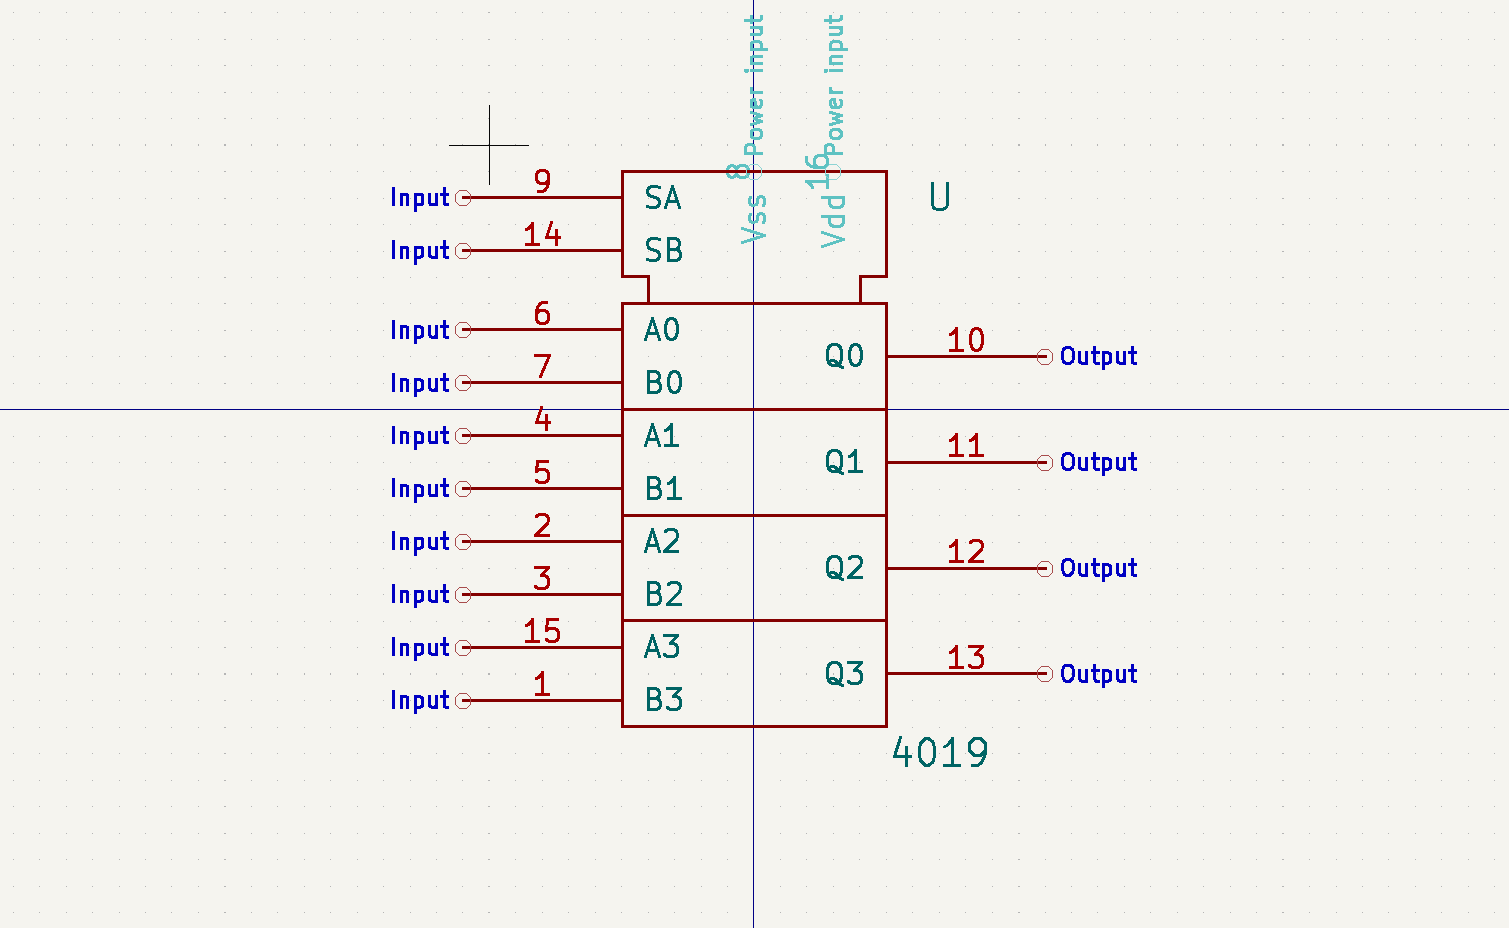 Power input
Power input
8
16
Vss
Vdd
U
Input 9 SA
Input 14 SB
Input 6 A0
Q0 10 Output
Input 7 B0
Input 4 A1
Q1 11 Output
Input 5 B1
Input 2 A2
Q2 12 Output
Input 3 B2
Input 15 A3
Q3 13 Output
Input 1 B3
4019